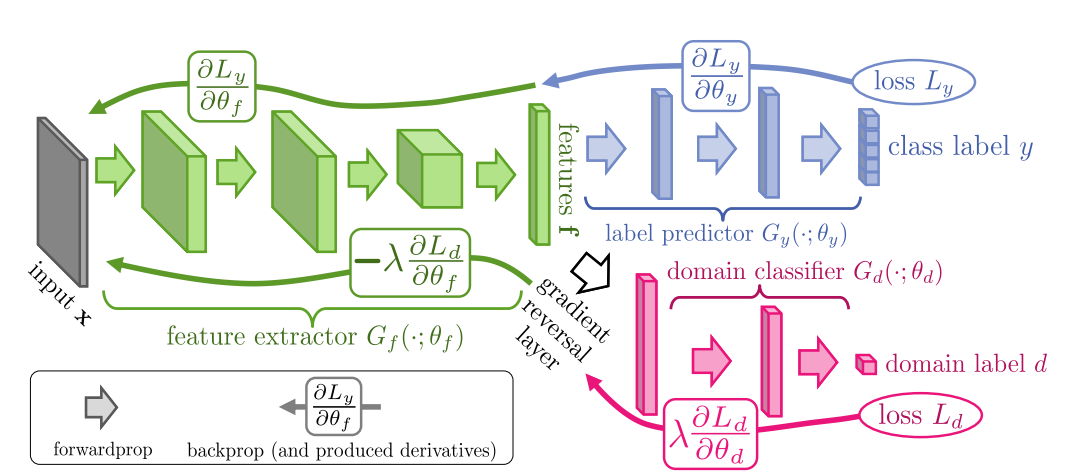 ∂L_y/∂θ_f
∂L_y/∂θ_y
loss L_y
features f
class label y
label predictor G_y(·;θ_y)
input x
−λ ∂L_d/∂θ_f
feature extractor G_f(·;θ_f)
gradient
reversal
layer
domain classifier G_d(·;θ_d)
domain label d
λ ∂L_d/∂θ_d
loss L_d
∂L_y/∂θ_f
forwardprop
backprop (and produced derivatives)